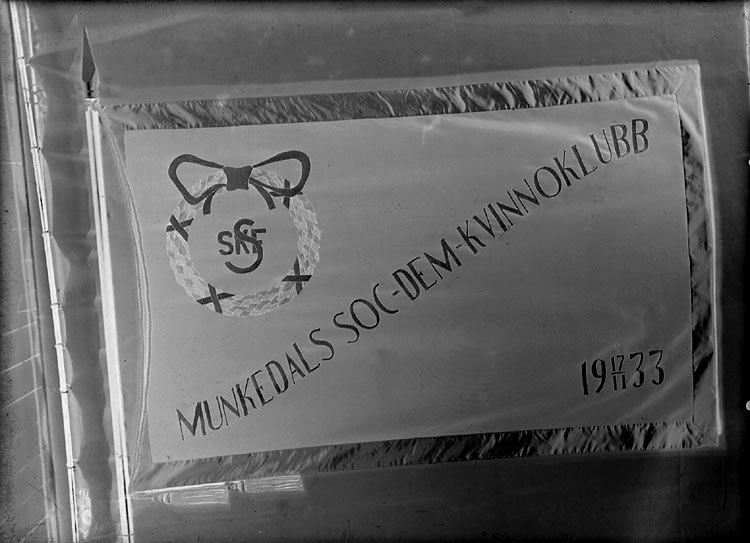 SSKF
MUNKEDALS SOC-DEM-KVINNOKLUBB
19 17/11 33